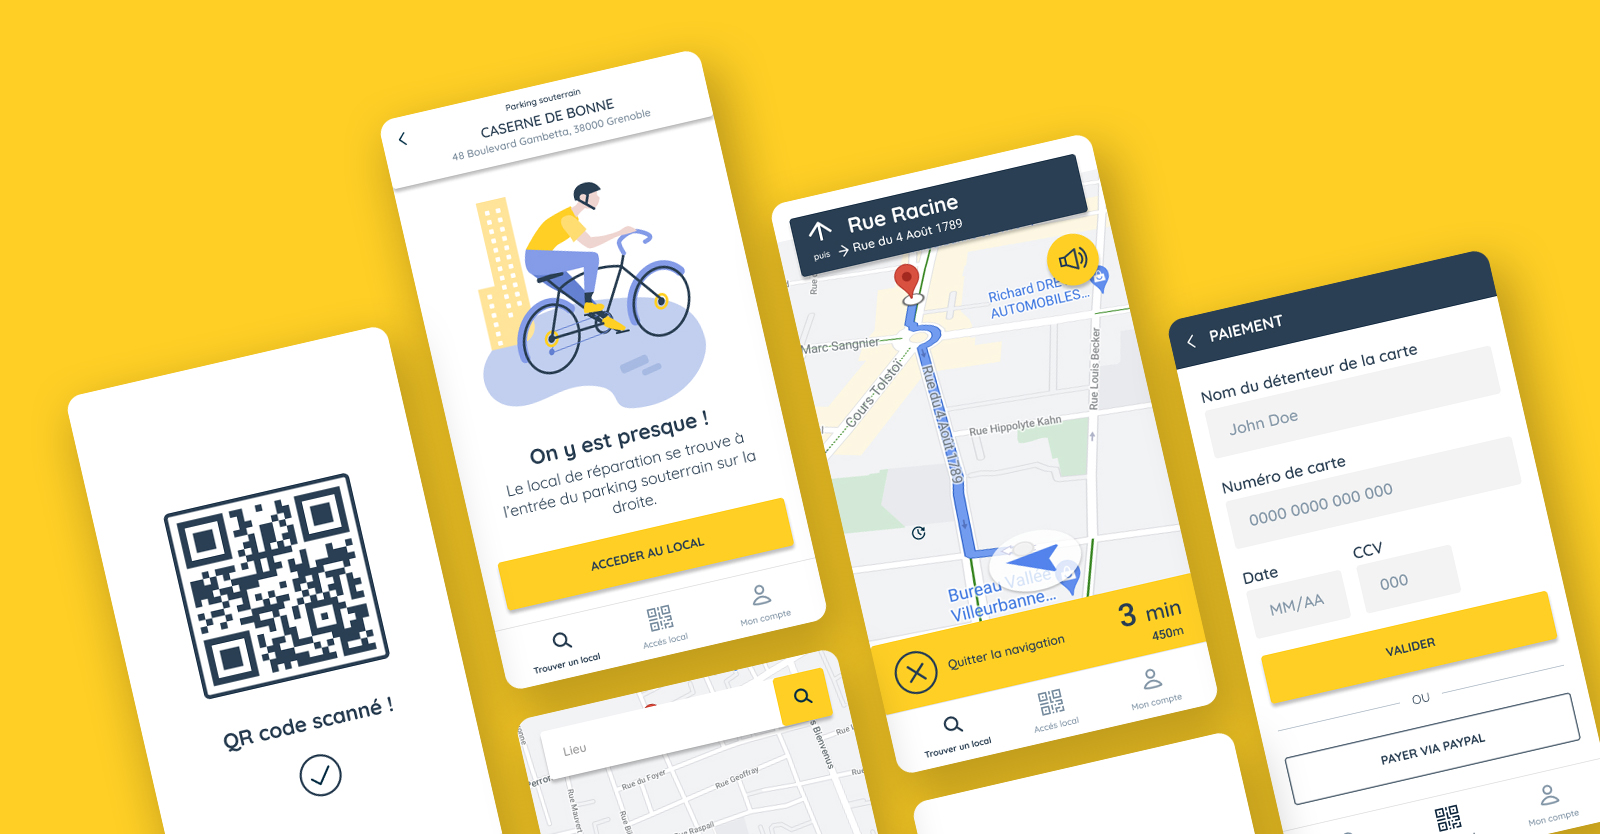 QR code scanné !
Parking souterrain
CASERNE DE BONNE
48 Boulevard Gambetta, 38000 Grenoble
On y est presque !
Le local de réparation se trouve à
l'entrée du parking souterrain sur la
droite.
ACCEDER AU LOCAL
Trouver un local
Accés local
Mon compte
Lieu
Rue du Foyer
Rue Geoffray
Rue Raspail
Rue Mauvert
s Bienvenus
Rue
Rue Racine
puis
Rue du 4 Août 1789
Richard DRE
AUTOMOBILES...
Marc-Sangnier
Cours-Tolstoï
Rue du 4 Août 1789
Rue Hippolyte Kahn
Rue Louis Becker
Bureau Vallée
Villeurbanne...
3 min
450m
Quitter la navigation
Trouver un local
Accés local
Mon compte
PAIEMENT
Nom du détenteur de la carte
John Doe
Numéro de carte
0000 0000 000 000
Date
CCV
MM/AA
000
VALIDER
OU
PAYER VIA PAYPAL
Mon compte